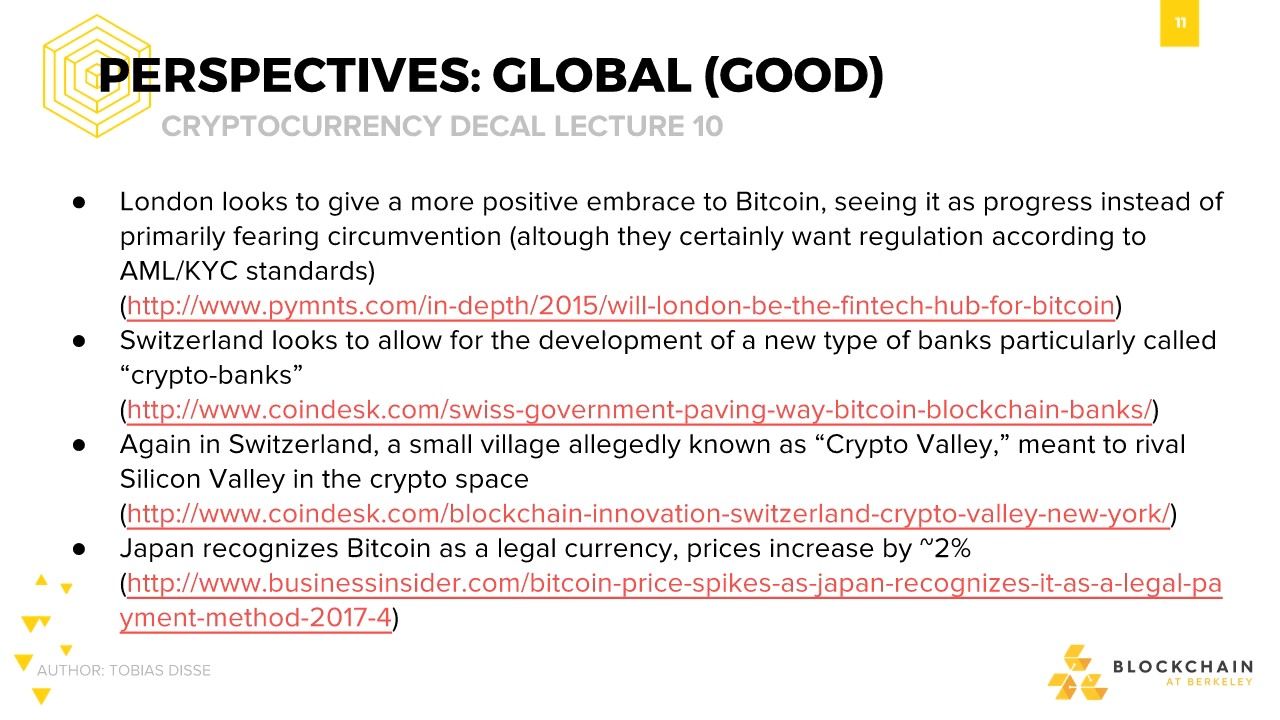 11
PERSPECTIVES: GLOBAL (GOOD)
CRYPTOCURRENCY DECAL LECTURE 10
● London looks to give a more positive embrace to Bitcoin, seeing it as progress instead of
primarily fearing circumvention (altough they certainly want regulation according to
AML/KYC standards)
(http://www.pymnts.com/in-depth/2015/will-london-be-the-fintech-hub-for-bitcoin)
● Switzerland looks to allow for the development of a new type of banks particularly called
“crypto-banks”
(http://www.coindesk.com/swiss-government-paving-way-bitcoin-blockchain-banks/)
● Again in Switzerland, a small village allegedly known as “Crypto Valley,” meant to rival
Silicon Valley in the crypto space
(http://www.coindesk.com/blockchain-innovation-switzerland-crypto-valley-new-york/)
● Japan recognizes Bitcoin as a legal currency, prices increase by ~2%
(http://www.businessinsider.com/bitcoin-price-spikes-as-japan-recognizes-it-as-a-legal-pa
yment-method-2017-4)
AUTHOR: TOBIAS DISSE
BLOCKCHAIN
AT BERKELEY